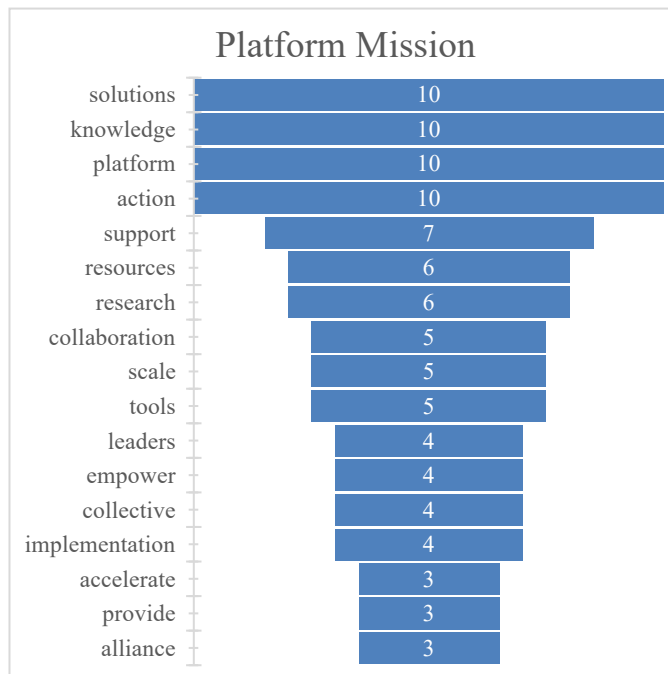 Platform Mission
solutions 10
knowledge 10
platform 10
action 10
support 7
resources 6
research 6
collaboration 5
scale 5
tools 5
leaders 4
empower 4
collective 4
implementation 4
accelerate 3
provide 3
alliance 3